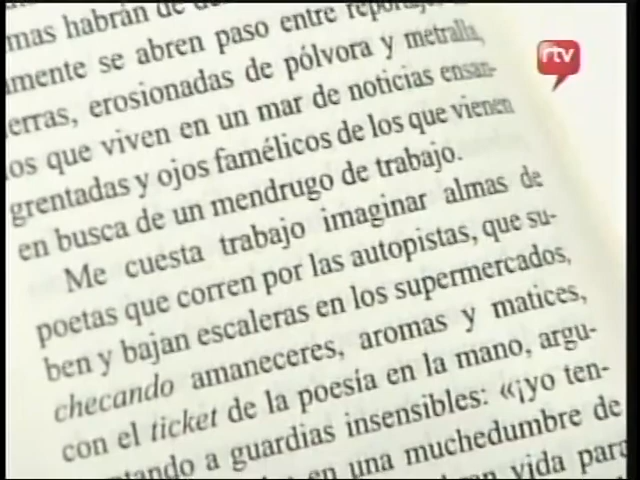 mas habrán de
amente se abren paso entre reportajes
erras, erosionadas de pólvora y metralla,
los que viven en un mar de noticias ensan-
grentadas y ojos famélicos de los que vienen
en busca de un mendrugo de trabajo.
Me cuesta trabajo imaginar almas de
poetas que corren por las autopistas, que su-
ben y bajan escaleras en los supermercados,
checando amaneceres, aromas y matices,
con el ticket de la poesía en la mano, argu-
ntando a guardias insensibles: «¡yo ten-
en una muchedumbre de
vida para
rtv